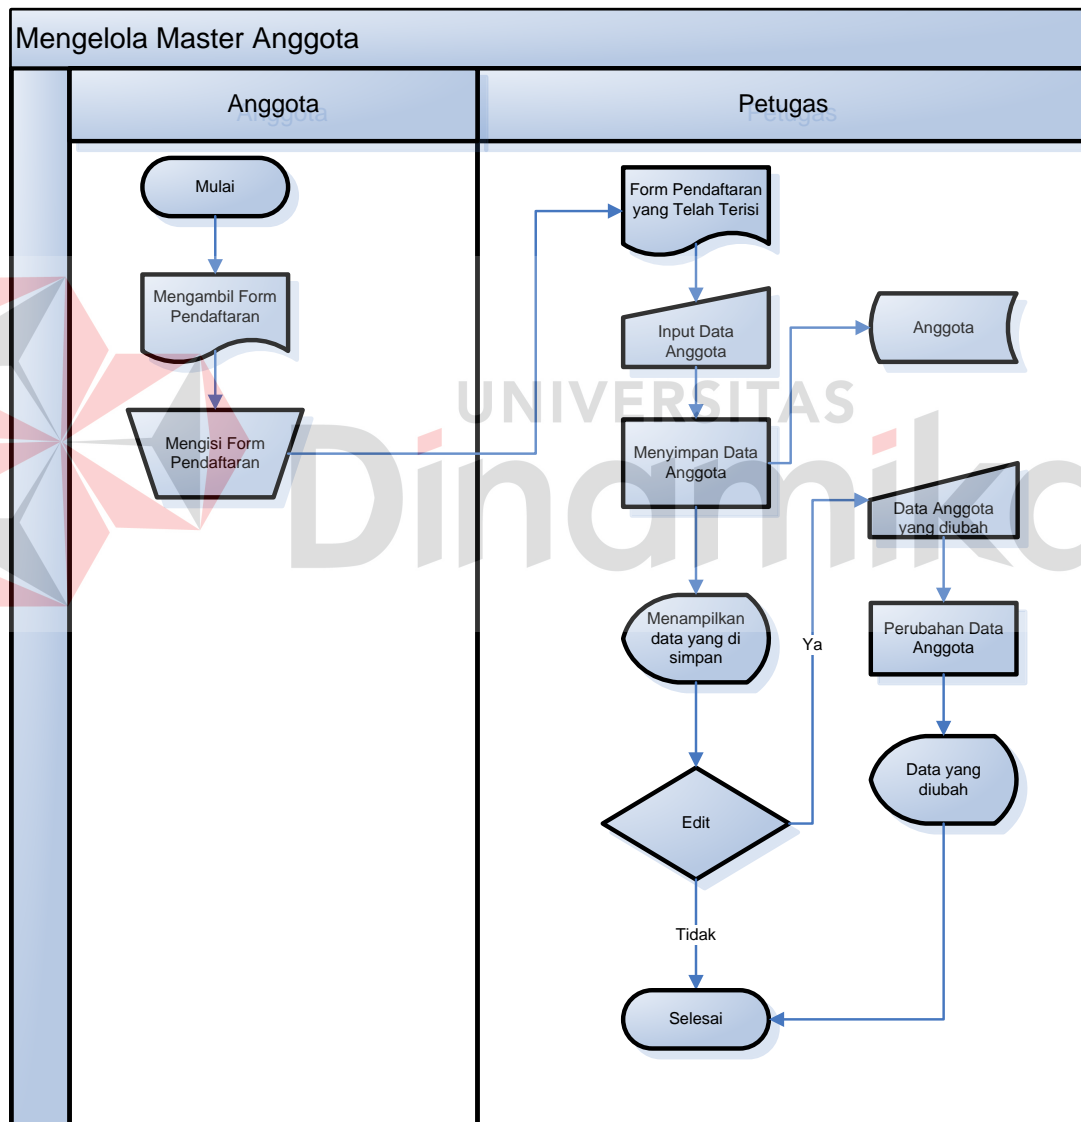 Mengelola Master Anggota
Anggota
Petugas
Mulai
Mengambil Form
Pendaftaran
Mengisi Form
Pendaftaran
Form Pendaftaran
yang Telah Terisi
Input Data
Anggota
Anggota
Menyimpan Data
Anggota
Data Anggota
yang diubah
Menampilkan
data yang di
simpan
Ya
Perubahan Data
Anggota
Data yang
diubah
Edit
Tidak
Selesai
UNIVERSITAS
Dinamika